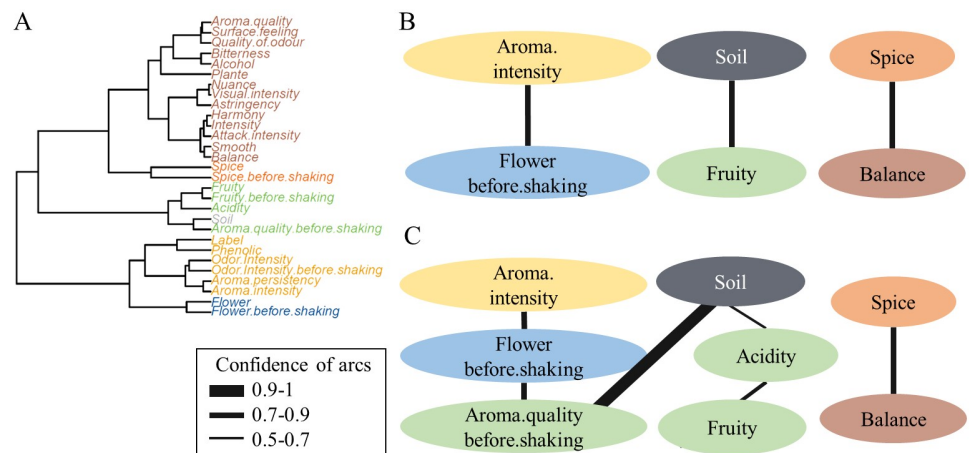 A
Aroma.quality
Surface.feeling
Quality.of.odour
Bitterness
Alcohol
Plante
Nuance
Visual.intensity
Astringency
Harmony
Intensity
Attack.intensity
Smooth
Balance
Spice
Spice.before.shaking
Fruity
Fruity.before.shaking
Acidity
Soil
Aroma.quality.before.shaking
Label
Phenolic
Odor.Intensity
Odor.Intensity.before.shaking
Aroma.persistency
Aroma.intensity
Flower
Flower.before.shaking
Confidence of arcs
0.9-1
0.7-0.9
0.5-0.7
B
Aroma.
intensity
Soil
Spice
Flower
before.shaking
Fruity
Balance
C
Aroma.
intensity
Soil
Spice
Flower
before.shaking
Acidity
Aroma.quality
before.shaking
Fruity
Balance